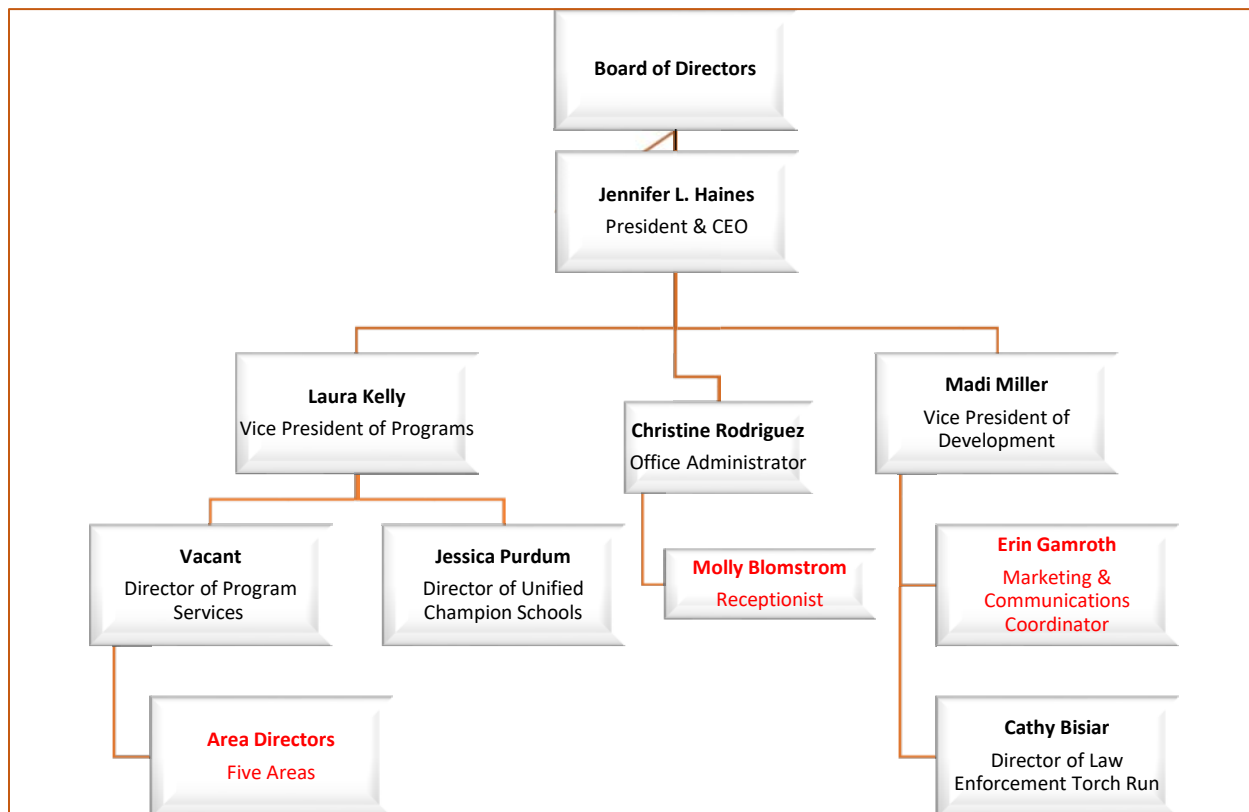 Board of Directors
Jennifer L. Haines
President & CEO
Laura Kelly
Vice President of Programs
Christine Rodriguez
Office Administrator
Madi Miller
Vice President of
Development
Vacant
Director of Program
Services
Jessica Purdum
Director of Unified
Champion Schools
Molly Blomstrom
Receptionist
Erin Gamroth
Marketing &
Communications
Coordinator
Area Directors
Five Areas
Cathy Bisiar
Director of Law
Enforcement Torch Run